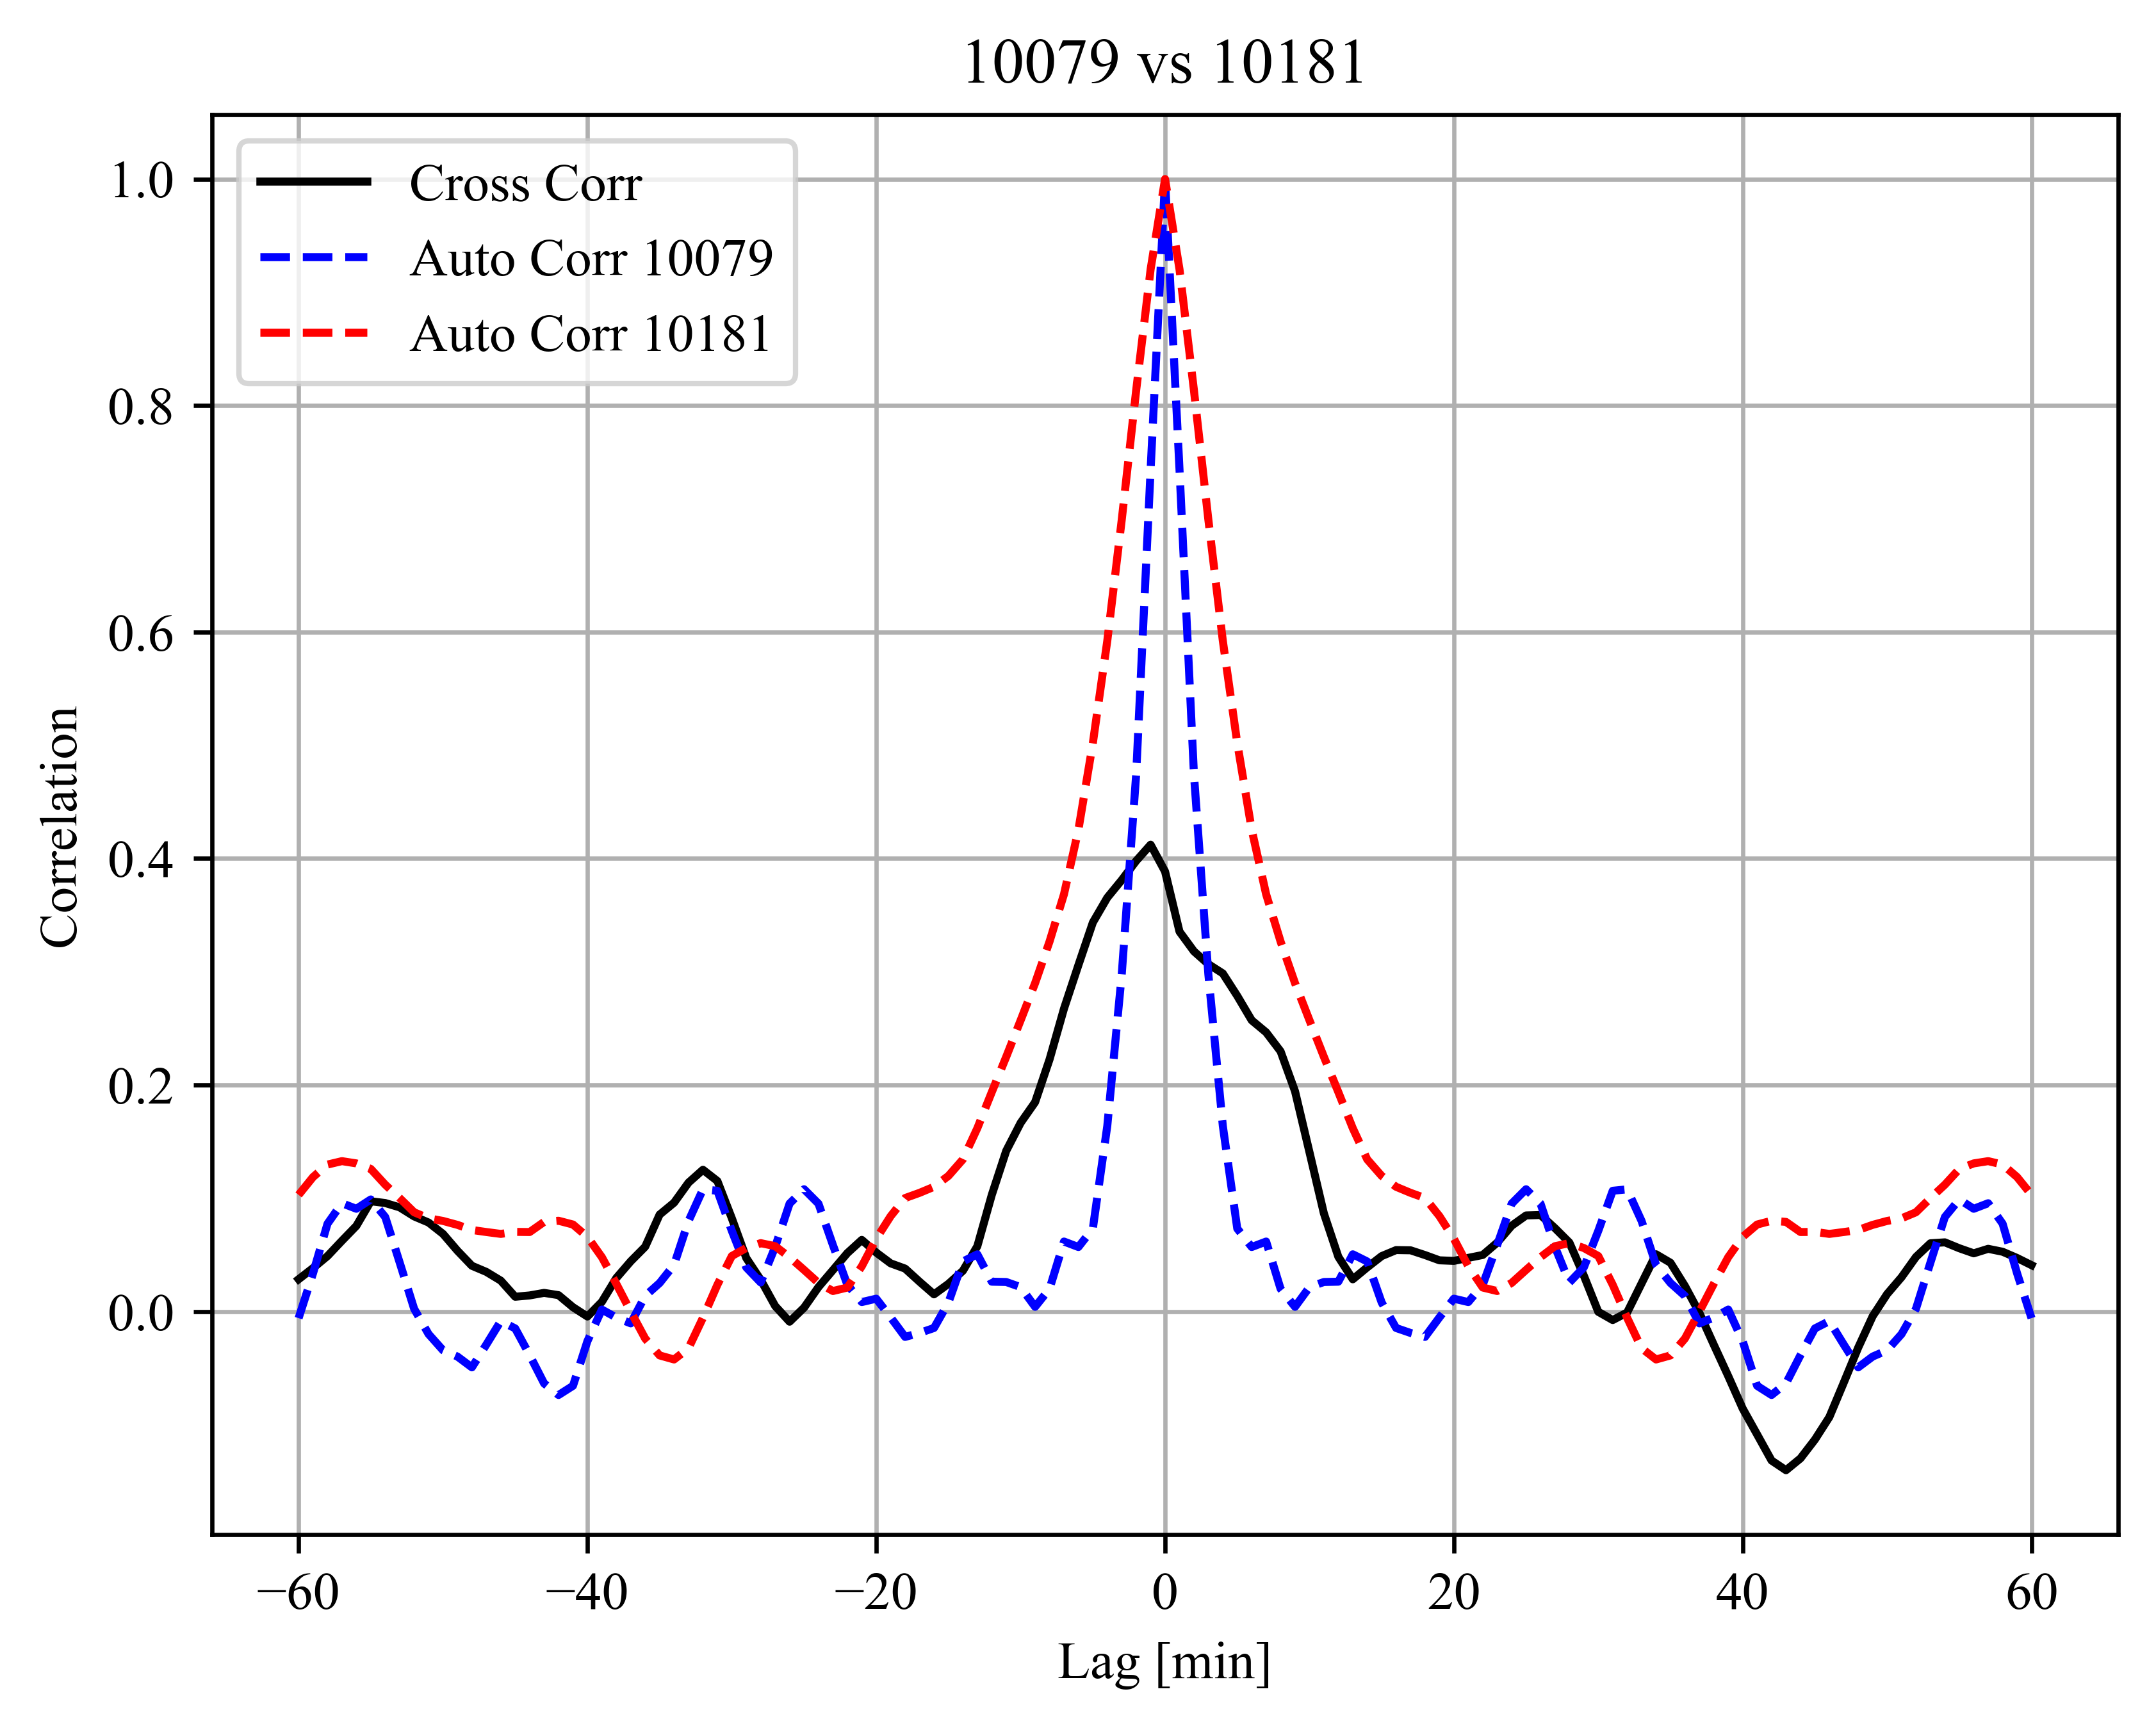 10079 vs 10181
Cross Corr
Auto Corr 10079
Auto Corr 10181
1.0
0.8
0.6
0.4
0.2
0.0
Correlation
−60 −40 −20 0 20 40 60
Lag [min]